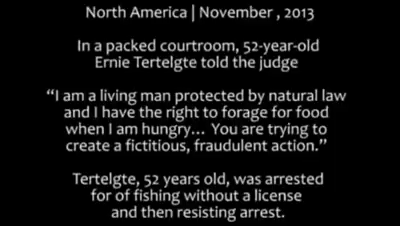 North America | November , 2013
In a packed courtroom, 52-year-old
Ernie Tertelgte told the judge
“I am a living man protected by natural law
and I have the right to forage for food
when I am hungry... You are trying to
create a fictitious, fraudulent action.”
Tertelgte, 52 years old, was arrested
for of fishing without a license
and then resisting arrest.